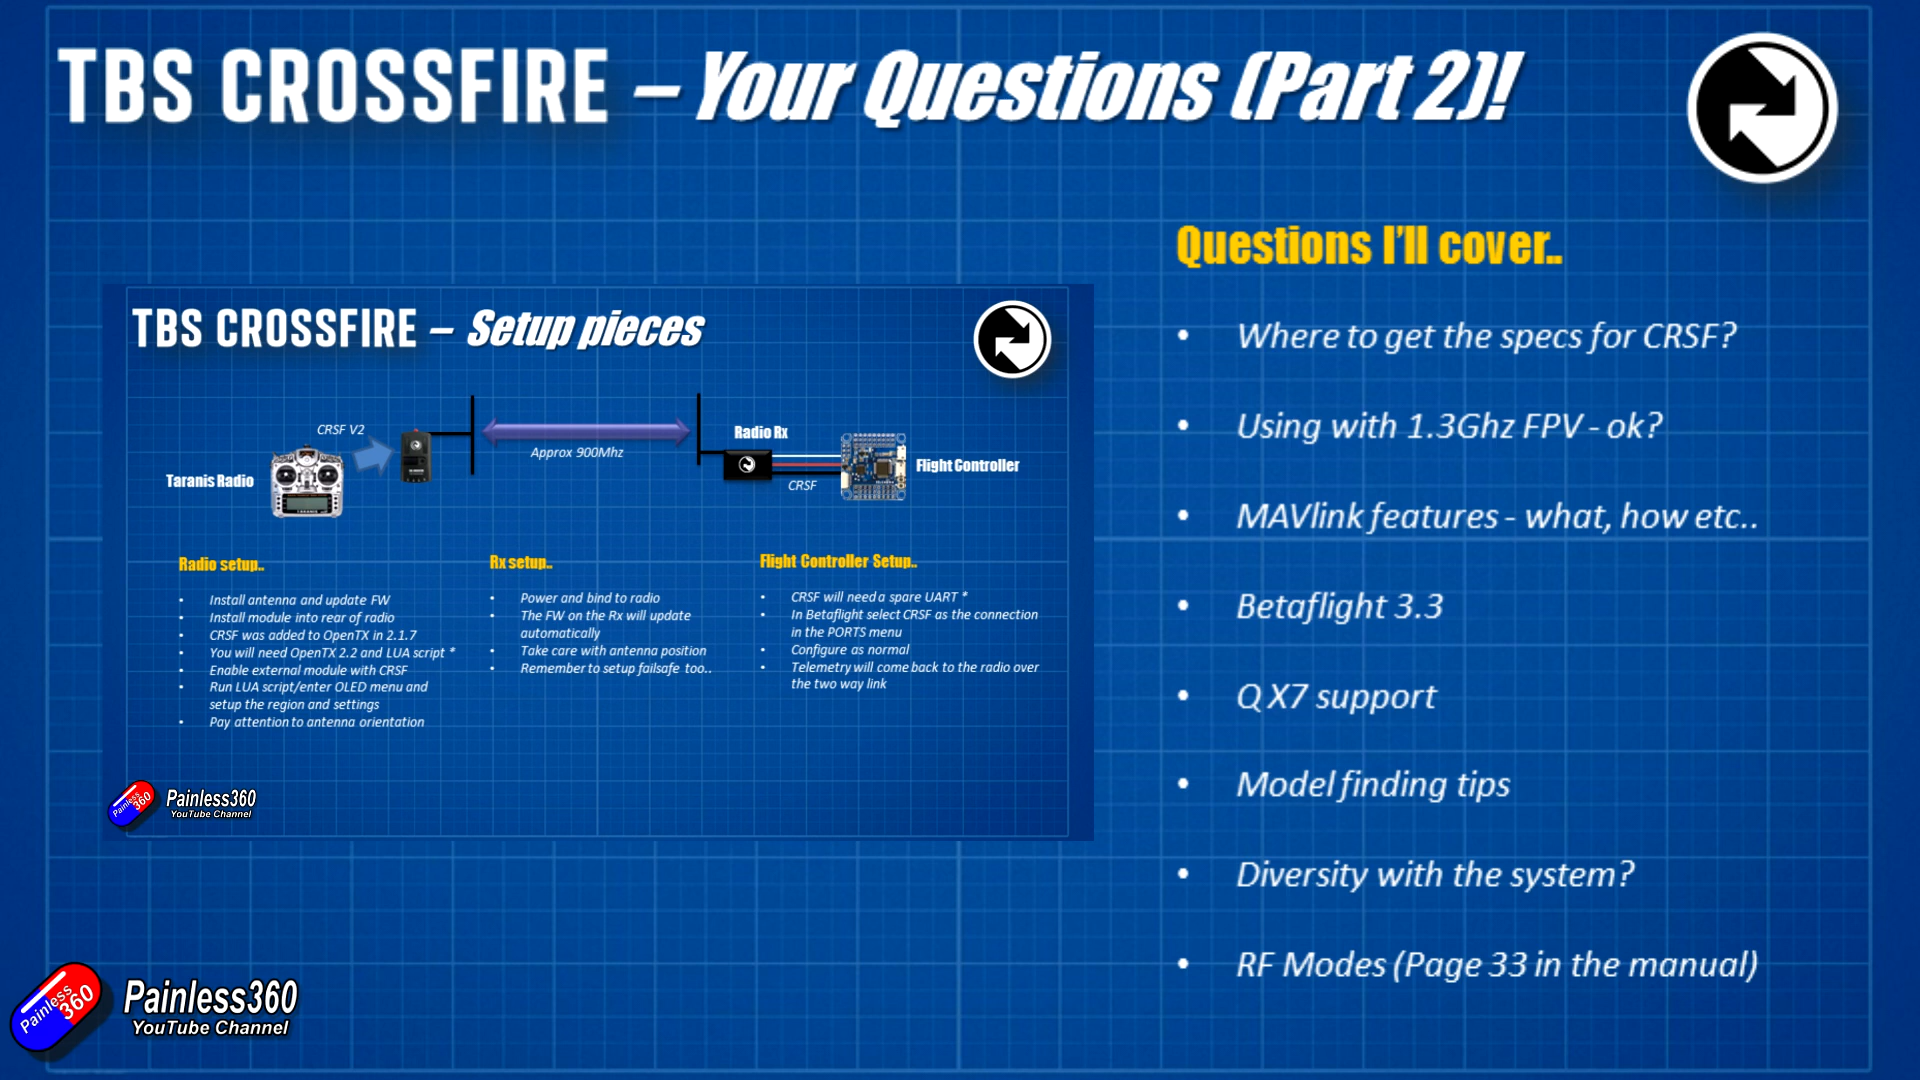 TBS CROSSFIRE – Your Questions (Part 2)!
TBS CROSSFIRE – Setup pieces
CRSF V2
Taranis Radio
Approx 900Mhz
Radio Rx
CRSF
Flight Controller
Radio setup..
• Install antenna and update FW
• Install module into rear of radio
• CRSF was added to OpenTX in 2.1.7
• You will need OpenTX 2.2 and LUA script *
• Enable external module with CRSF
• Run LUA script/enter OLED menu and
setup the region and settings
• Pay attention to antenna orientation
Rx setup..
• Power and bind to radio
• The FW on the Rx will update
automatically
• Take care with antenna position
• Remember to setup failsafe too..
Flight Controller Setup..
• CRSF will need a spare UART *
• In Betaflight select CRSF as the connection
in the PORTS menu
• Configure as normal
• Telemetry will come back to the radio over
the two way link
Painless
360
Painless360
YouTube Channel
Questions I'll cover..
• Where to get the specs for CRSF?
• Using with 1.3Ghz FPV - ok?
• MAVlink features - what, how etc..
• Betaflight 3.3
• Q X7 support
• Model finding tips
• Diversity with the system?
• RF Modes (Page 33 in the manual)
Painless
360
Painless360
YouTube Channel